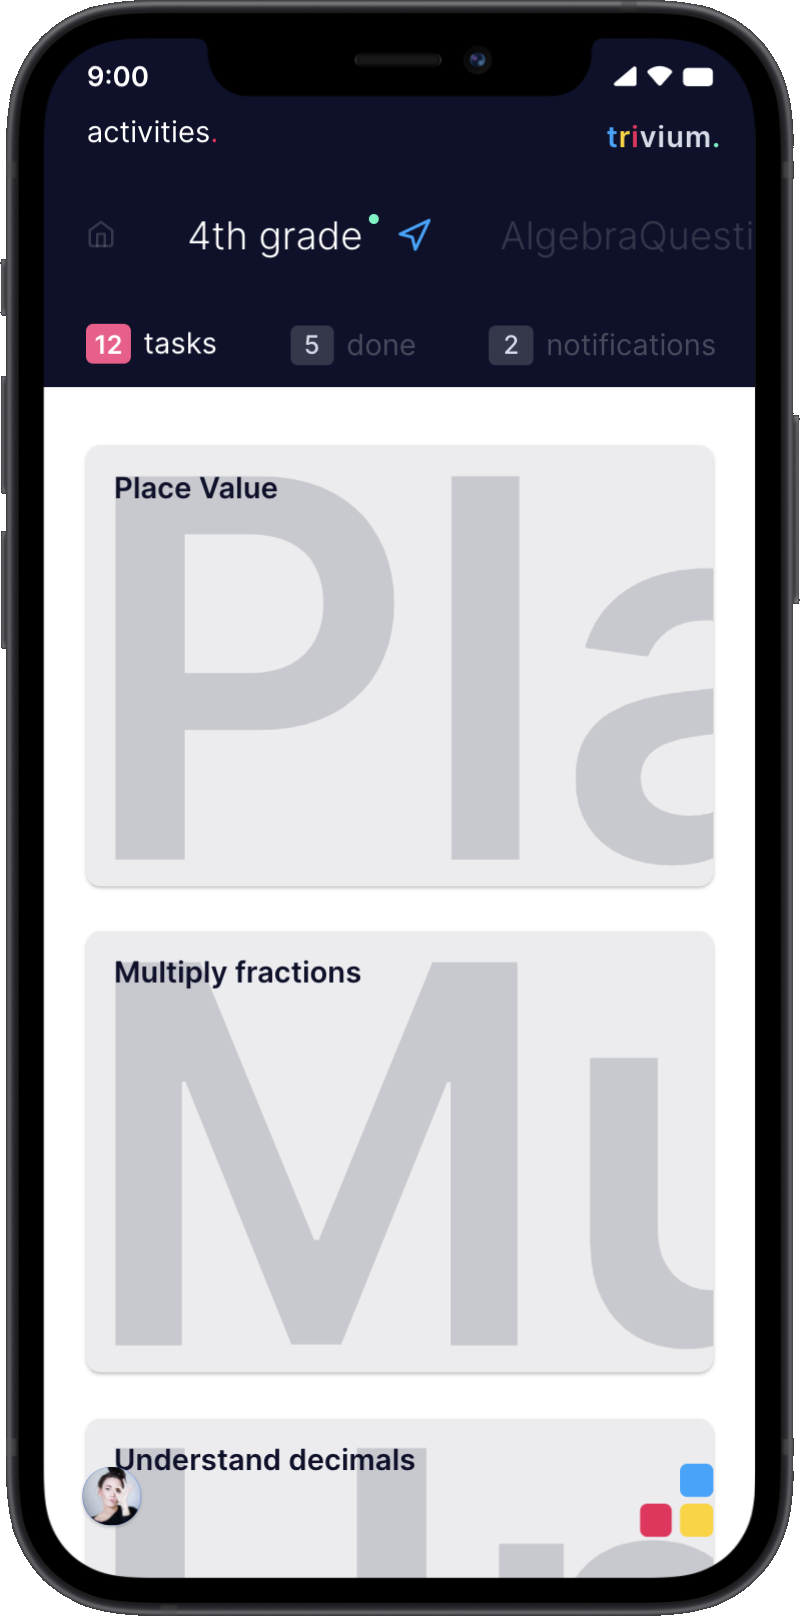 9:00
activities.
trivium.
4th grade
AlgebraQuesti
12 tasks
5 done
2 notifications
Place Value
Pla
Multiply fractions
Mu
Understand decimals